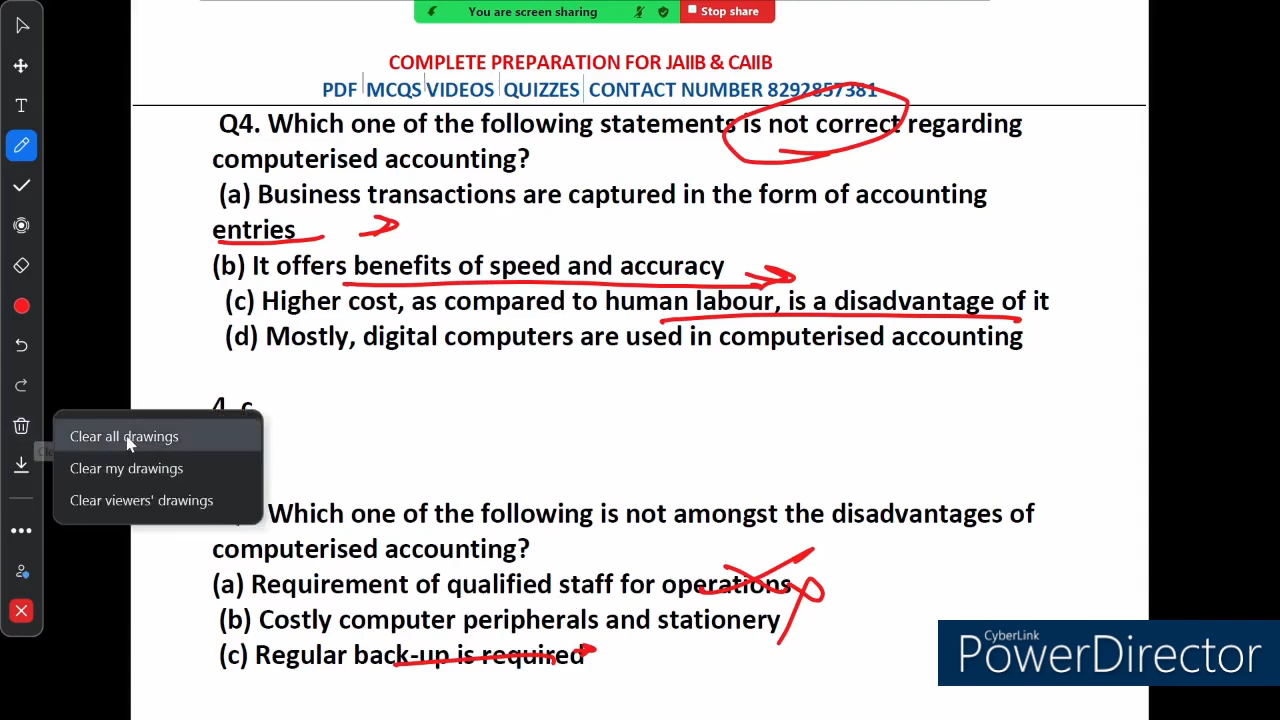 You are screen sharing
Stop share
COMPLETE PREPARATION FOR JAIIB & CAIIB
PDF MCQS VIDEOS QUIZZES CONTACT NUMBER 8292857381
Q4. Which one of the following statements is not correct regarding
computerised accounting?
(a) Business transactions are captured in the form of accounting
entries
(b) It offers benefits of speed and accuracy
(c) Higher cost, as compared to human labour, is a disadvantage of it
(d) Mostly, digital computers are used in computerised accounting
4. c
T
Clear all drawings
Clear my drawings
Clear viewers' drawings
Which one of the following is not amongst the disadvantages of
computerised accounting?
(a) Requirement of qualified staff for operations
(b) Costly computer peripherals and stationery
(c) Regular back-up is required
CyberLink
PowerDirector